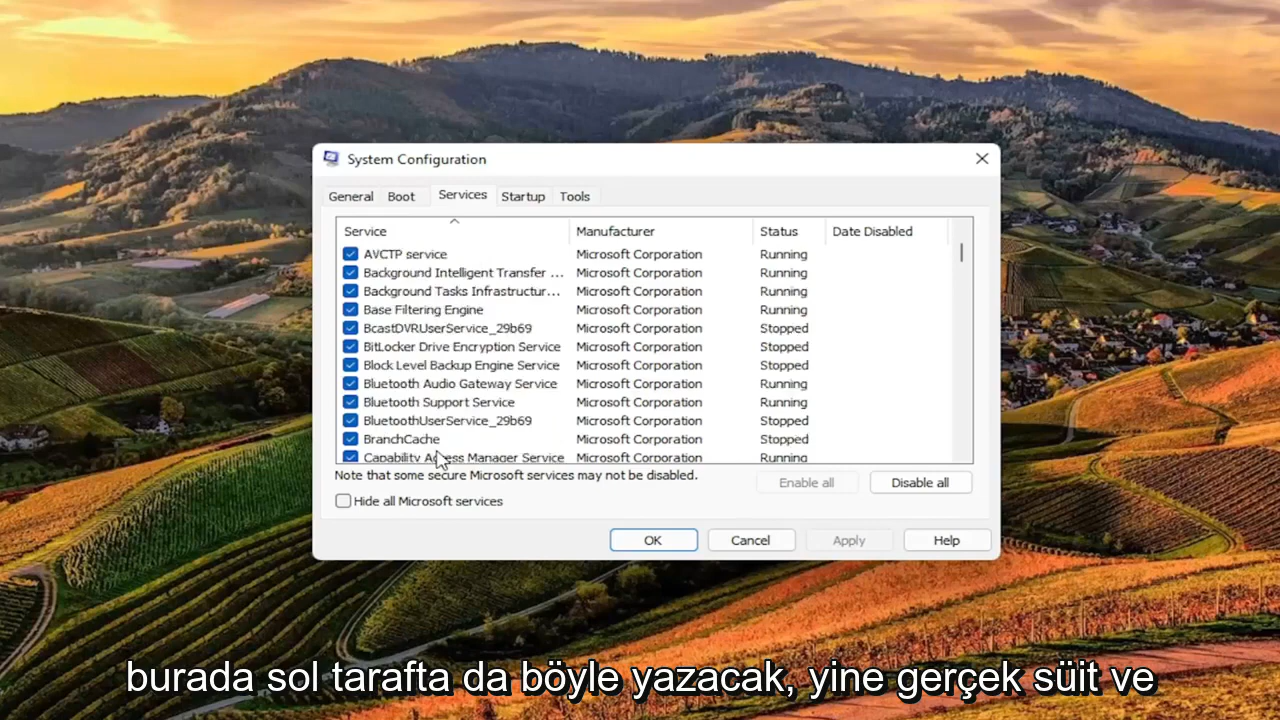 System Configuration
General Boot Services Startup Tools
Service Manufacturer Status Date Disabled
AVCTP service Microsoft Corporation Running
Background Intelligent Transfer ... Microsoft Corporation Running
Background Tasks Infrastructur... Microsoft Corporation Running
Base Filtering Engine Microsoft Corporation Running
BcastDVRUserService_29b69 Microsoft Corporation Stopped
BitLocker Drive Encryption Service Microsoft Corporation Stopped
Block Level Backup Engine Service Microsoft Corporation Stopped
Bluetooth Audio Gateway Service Microsoft Corporation Running
Bluetooth Support Service Microsoft Corporation Running
BluetoothUserService_29b69 Microsoft Corporation Stopped
BranchCache Microsoft Corporation Stopped
Capability Access Manager Service Microsoft Corporation Running
Note that some secure Microsoft services may not be disabled.
Enable all Disable all
Hide all Microsoft services
OK Cancel Apply Help
burada sol tarafta da böyle yazacak, yine gerçek süit ve